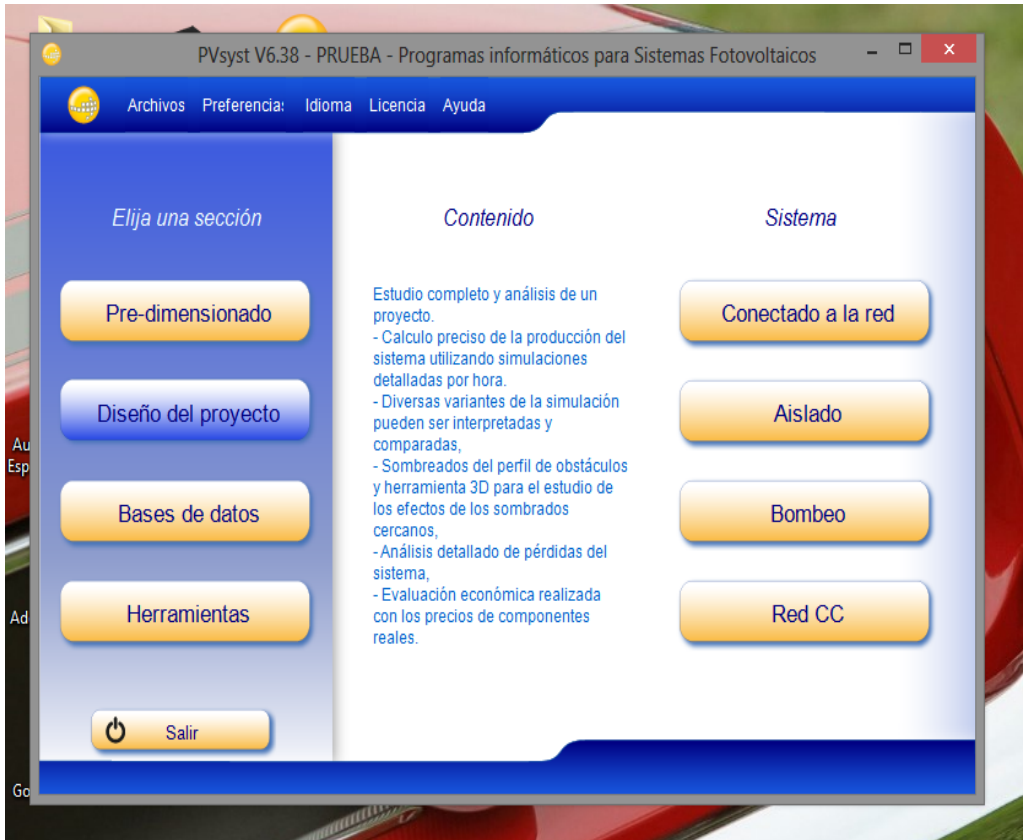 PVsyst V6.38 - PRUEBA - Programas informáticos para Sistemas Fotovoltaicos
Archivos Preferencia: Idioma Licencia Ayuda
Elija una sección
Pre-dimensionado
Diseño del proyecto
Bases de datos
Herramientas
Salir
Contenido
Estudio completo y análisis de un
proyecto.
- Calculo preciso de la producción del
sistema utilizando simulaciones
detalladas por hora.
- Diversas variantes de la simulación
pueden ser interpretadas y
comparadas,
- Sombreados del perfil de obstáculos
y herramienta 3D para el estudio de
los efectos de los sombrados
cercanos,
- Análisis detallado de pérdidas del
sistema,
- Evaluación económica realizada
con los precios de componentes
reales.
Sistema
Conectado a la red
Aislado
Bombeo
Red CC
Au
Esp
Ad
Go